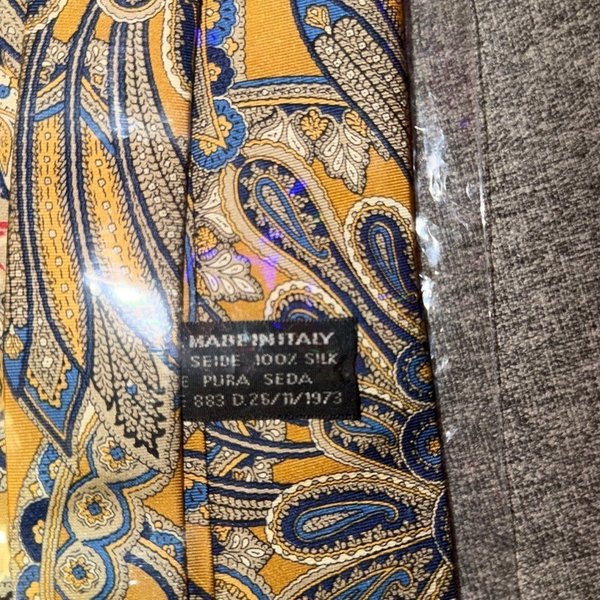 MADE IN ITALY
SEIDE 100% SILK
E PURA SEDA
883 D.26/11/1973